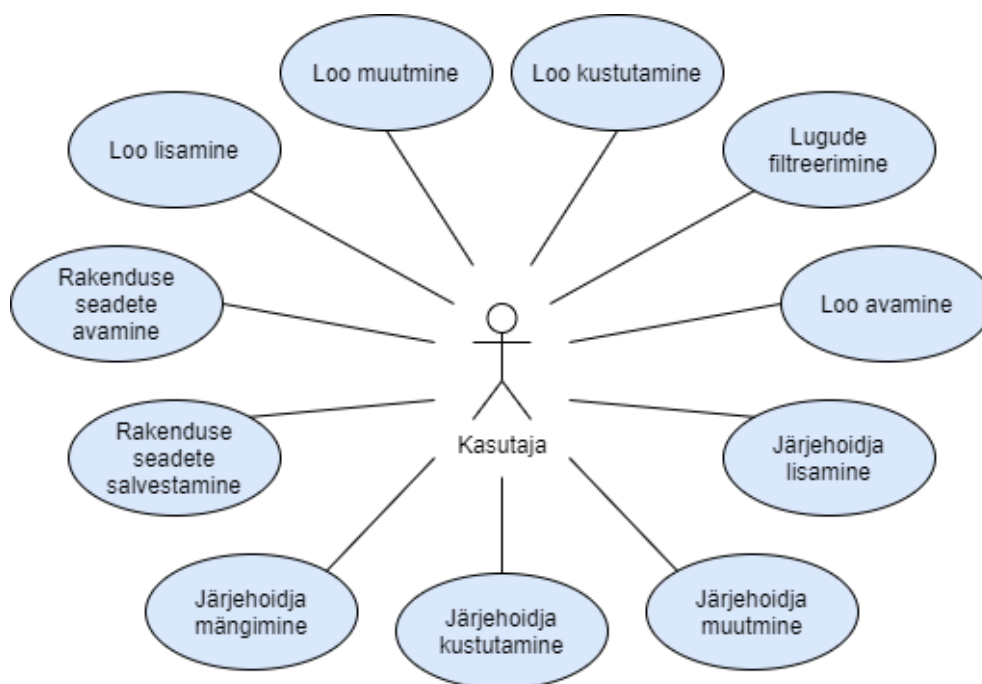 Loo muutmine
Loo kustutamine
Loo lisamine
Lugude
filtreerimine
Rakenduse
seadete
avamine
Loo avamine
Rakenduse
seadete
salvestamine
Kasutaja
Järjehoidja
lisamine
Järjehoidja
mängimine
Järjehoidja
kustutamine
Järjehoidja
muutmine